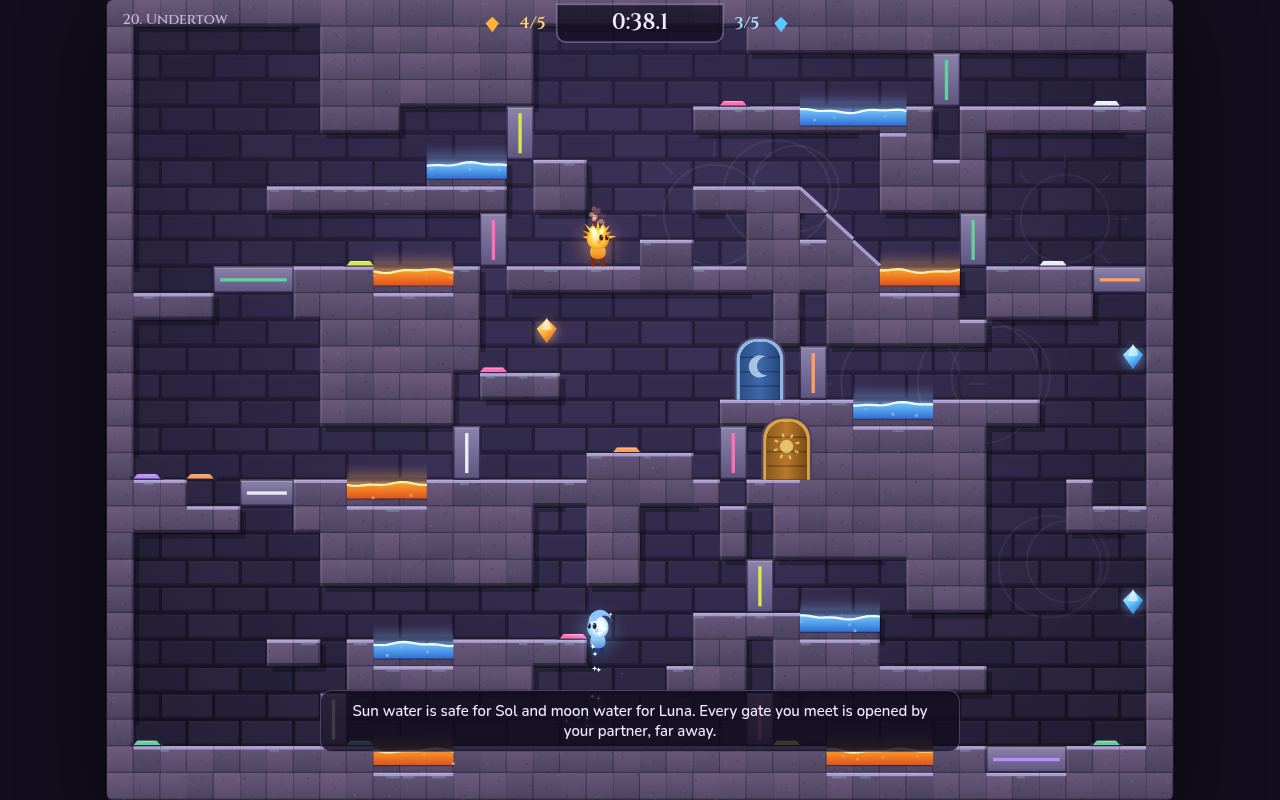 20. Undertow
4/5
0:38.1
3/5
Sun water is safe for Sol and moon water for Luna. Every gate you meet is opened by
your partner, far away.